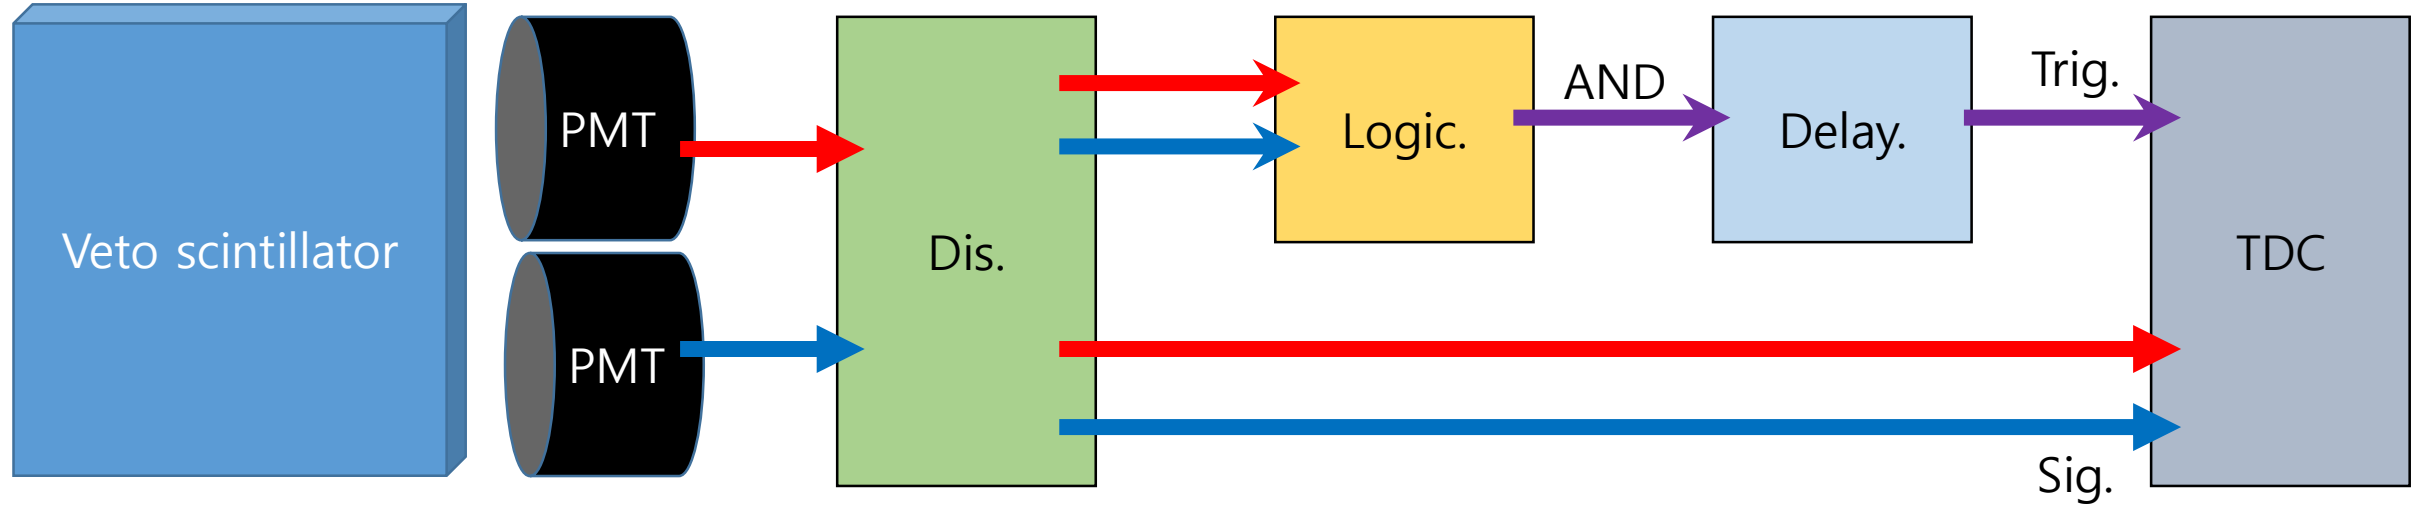 Veto scintillator
PMT
PMT
Dis.
Logic.
AND
Delay.
Trig.
TDC
Sig.